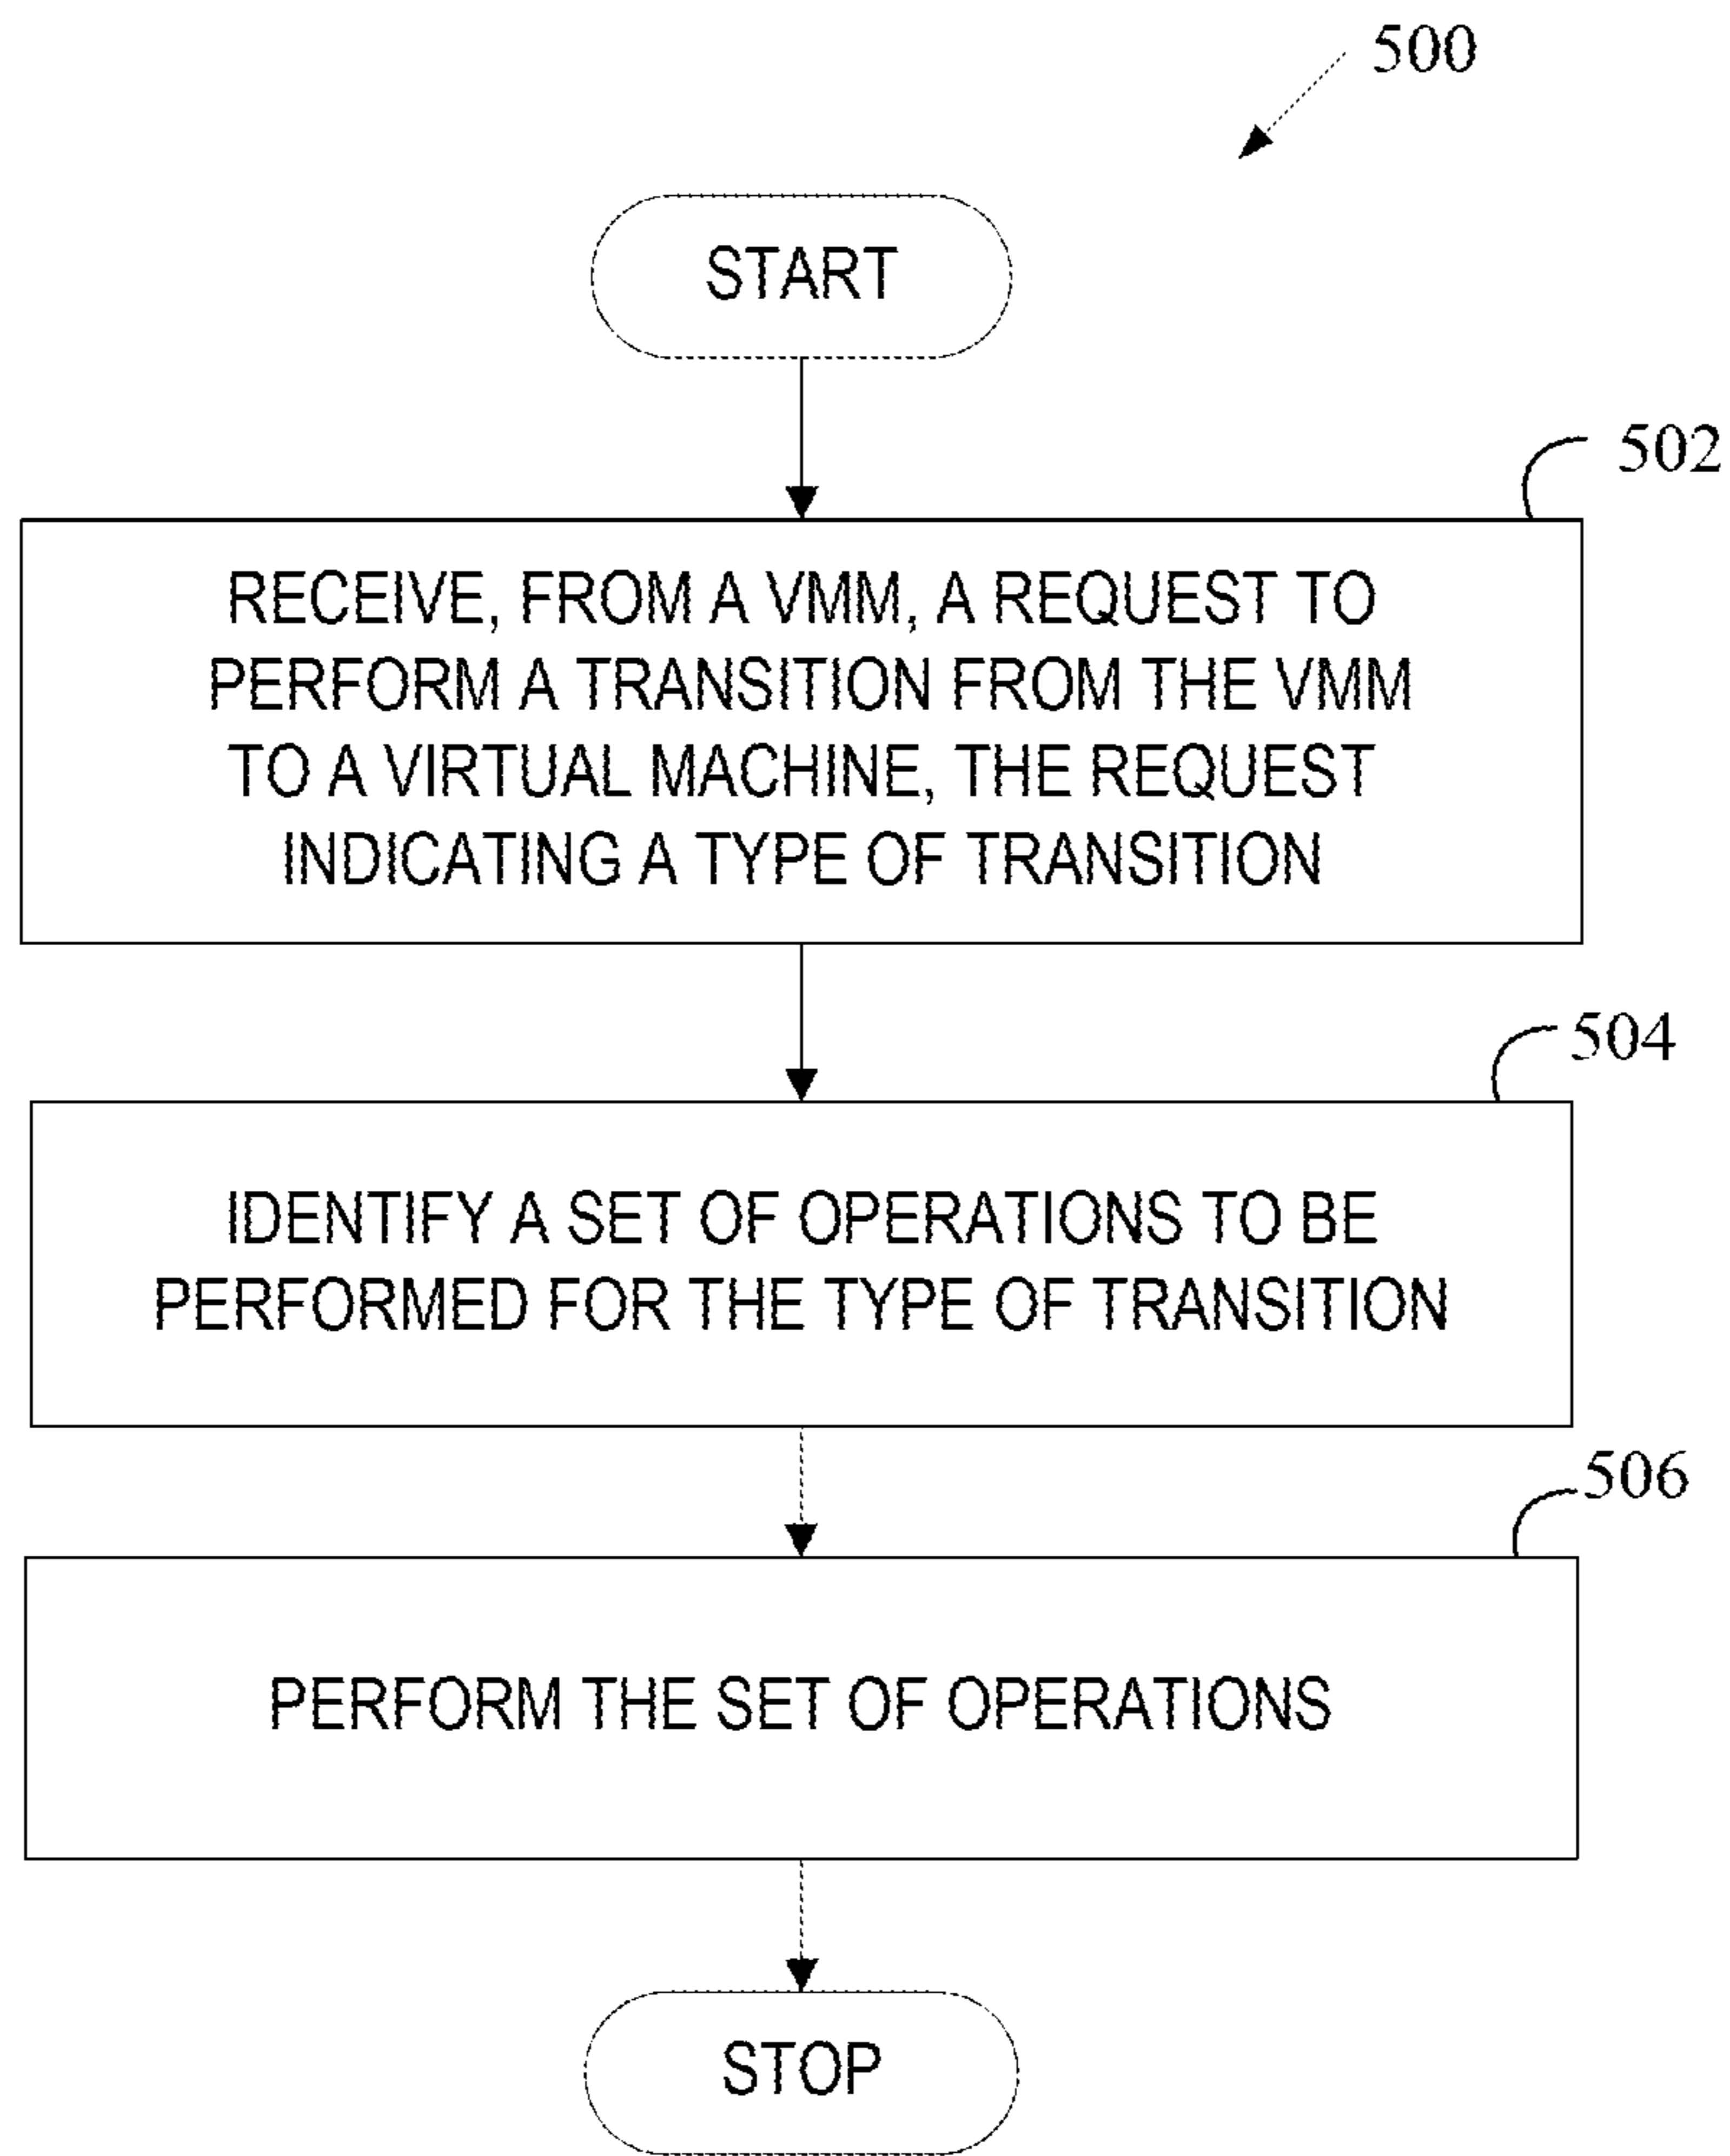 500
START
502
RECEIVE, FROM A VMM, A REQUEST TO
PERFORM A TRANSITION FROM THE VMM
TO A VIRTUAL MACHINE, THE REQUEST
INDICATING A TYPE OF TRANSITION
504
IDENTIFY A SET OF OPERATIONS TO BE
PERFORMED FOR THE TYPE OF TRANSITION
506
PERFORM THE SET OF OPERATIONS
STOP